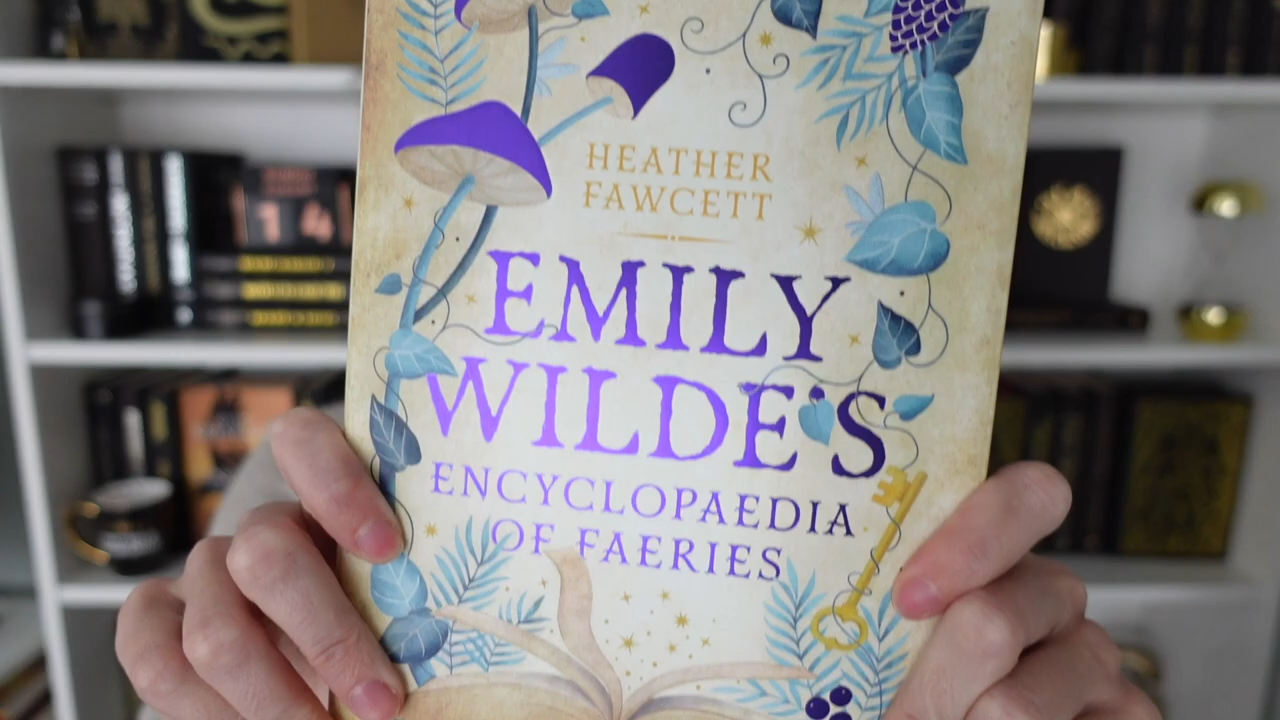 HEATHER
FAWCETT
EMILY
WILDE'S
ENCYCLOPAEDIA
OF FAERIES